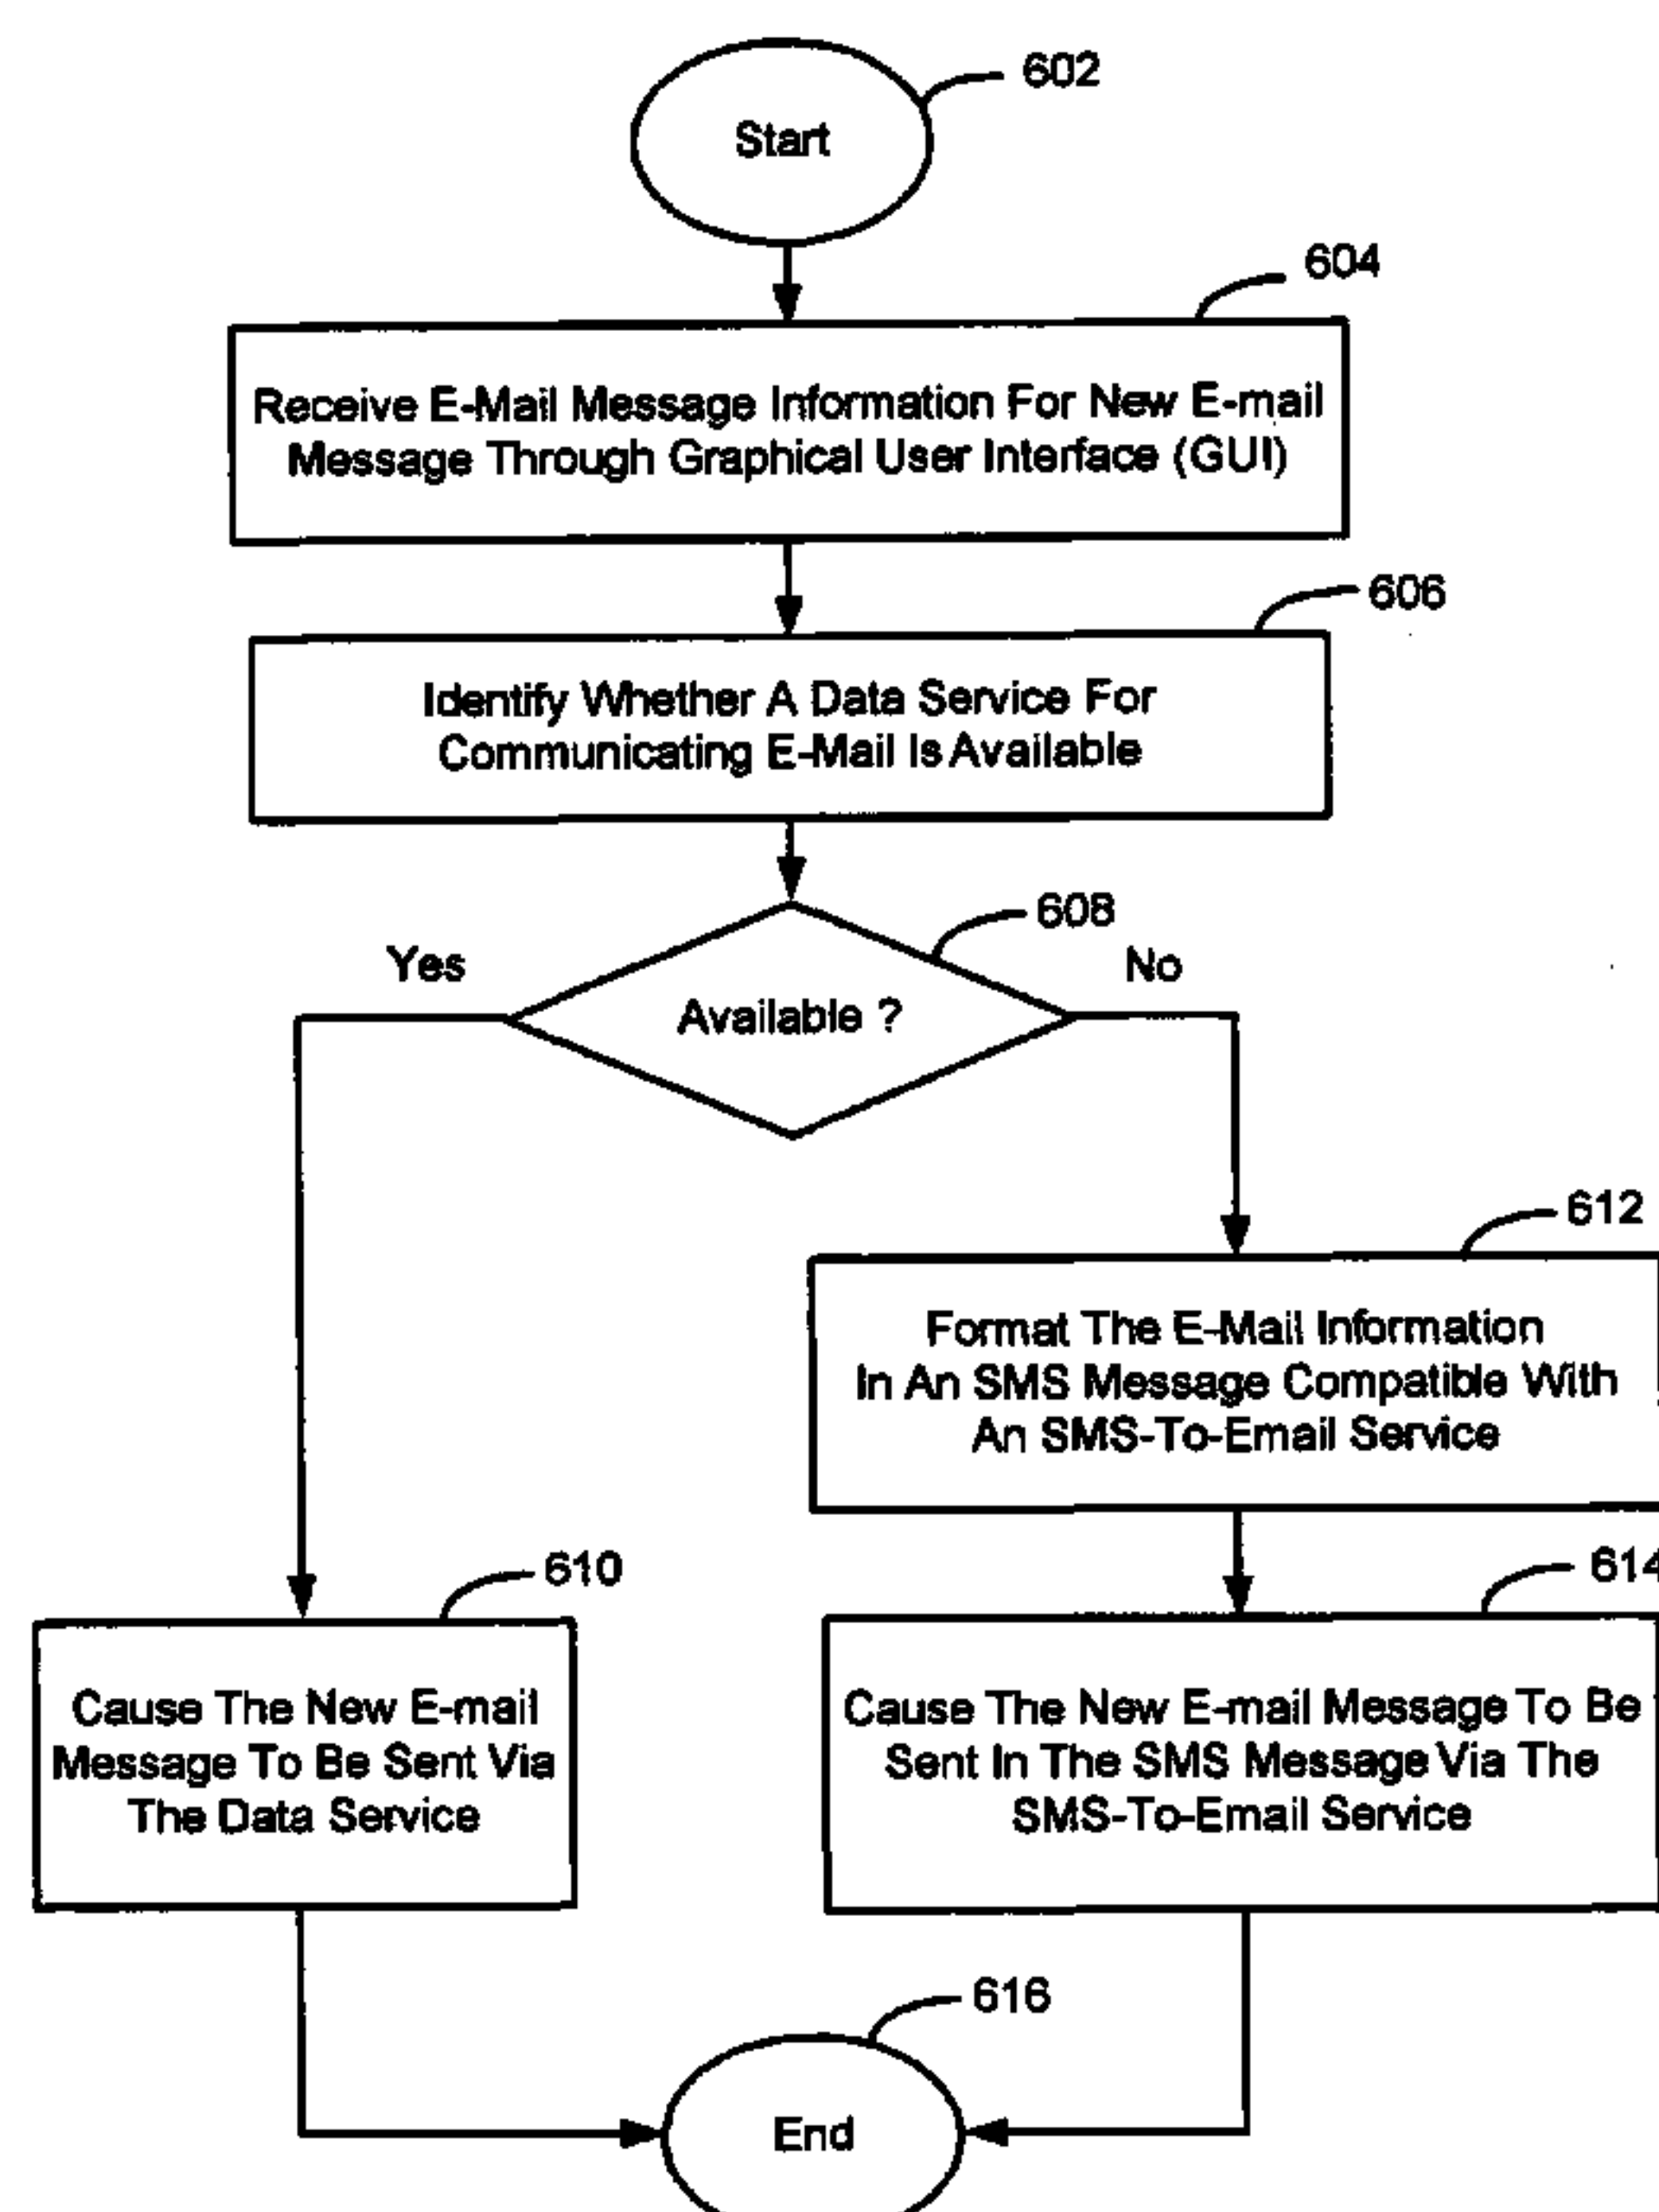 602
Start
604
Receive E-Mail Message Information For New E-mail
Message Through Graphical User Interface (GUI)
606
Identify Whether A Data Service For
Communicating E-Mail Is Available
608
Yes
No
Available ?
612
Format The E-Mail Information
In An SMS Message Compatible With
An SMS-To-Email Service
610
614
Cause The New E-mail
Message To Be Sent Via
The Data Service
Cause The New E-mail Message To Be
Sent In The SMS Message Via The
SMS-To-Email Service
616
End